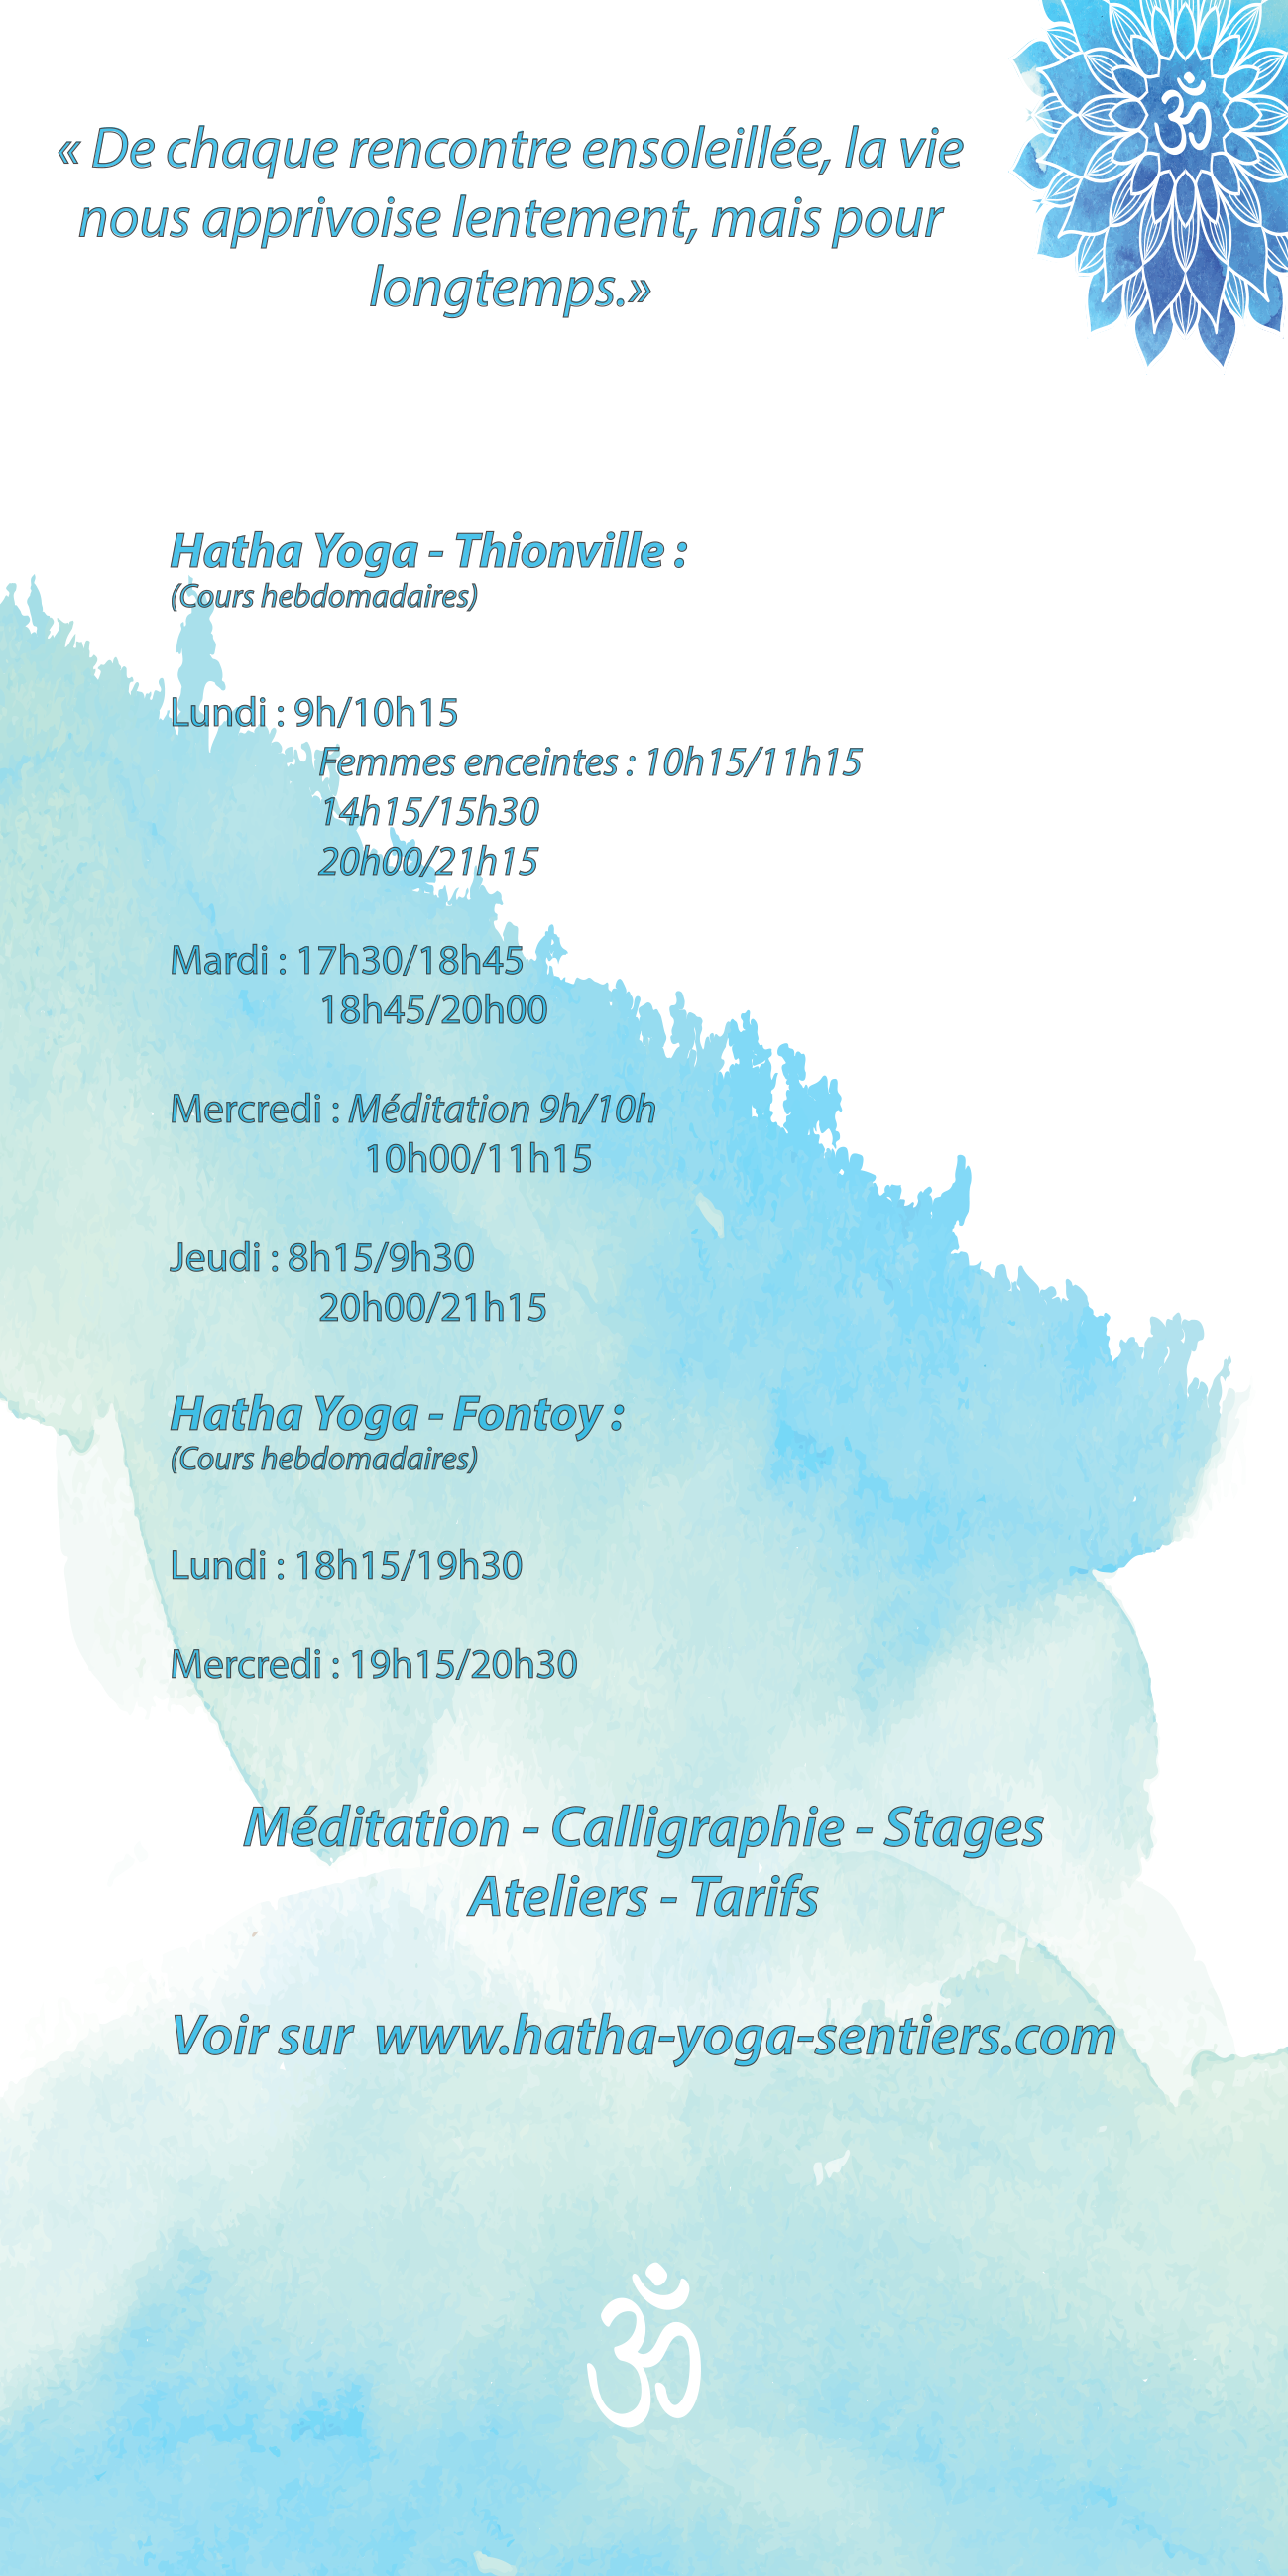 ॐ
« De chaque rencontre ensoleillée, la vie
nous apprivoise lentement, mais pour
longtemps.»
Hatha Yoga - Thionville :
(Cours hebdomadaires)
Lundi : 9h/10h15
Femmes enceintes : 10h15/11h15
14h15/15h30
20h00/21h15
Mardi : 17h30/18h45
18h45/20h00
Mercredi : Méditation 9h/10h
10h00/11h15
Jeudi : 8h15/9h30
20h00/21h15
Hatha Yoga - Fontoy :
(Cours hebdomadaires)
Lundi : 18h15/19h30
Mercredi : 19h15/20h30
Méditation - Calligraphie - Stages
Ateliers - Tarifs
Voir sur  www.hatha-yoga-sentiers.com
ॐ